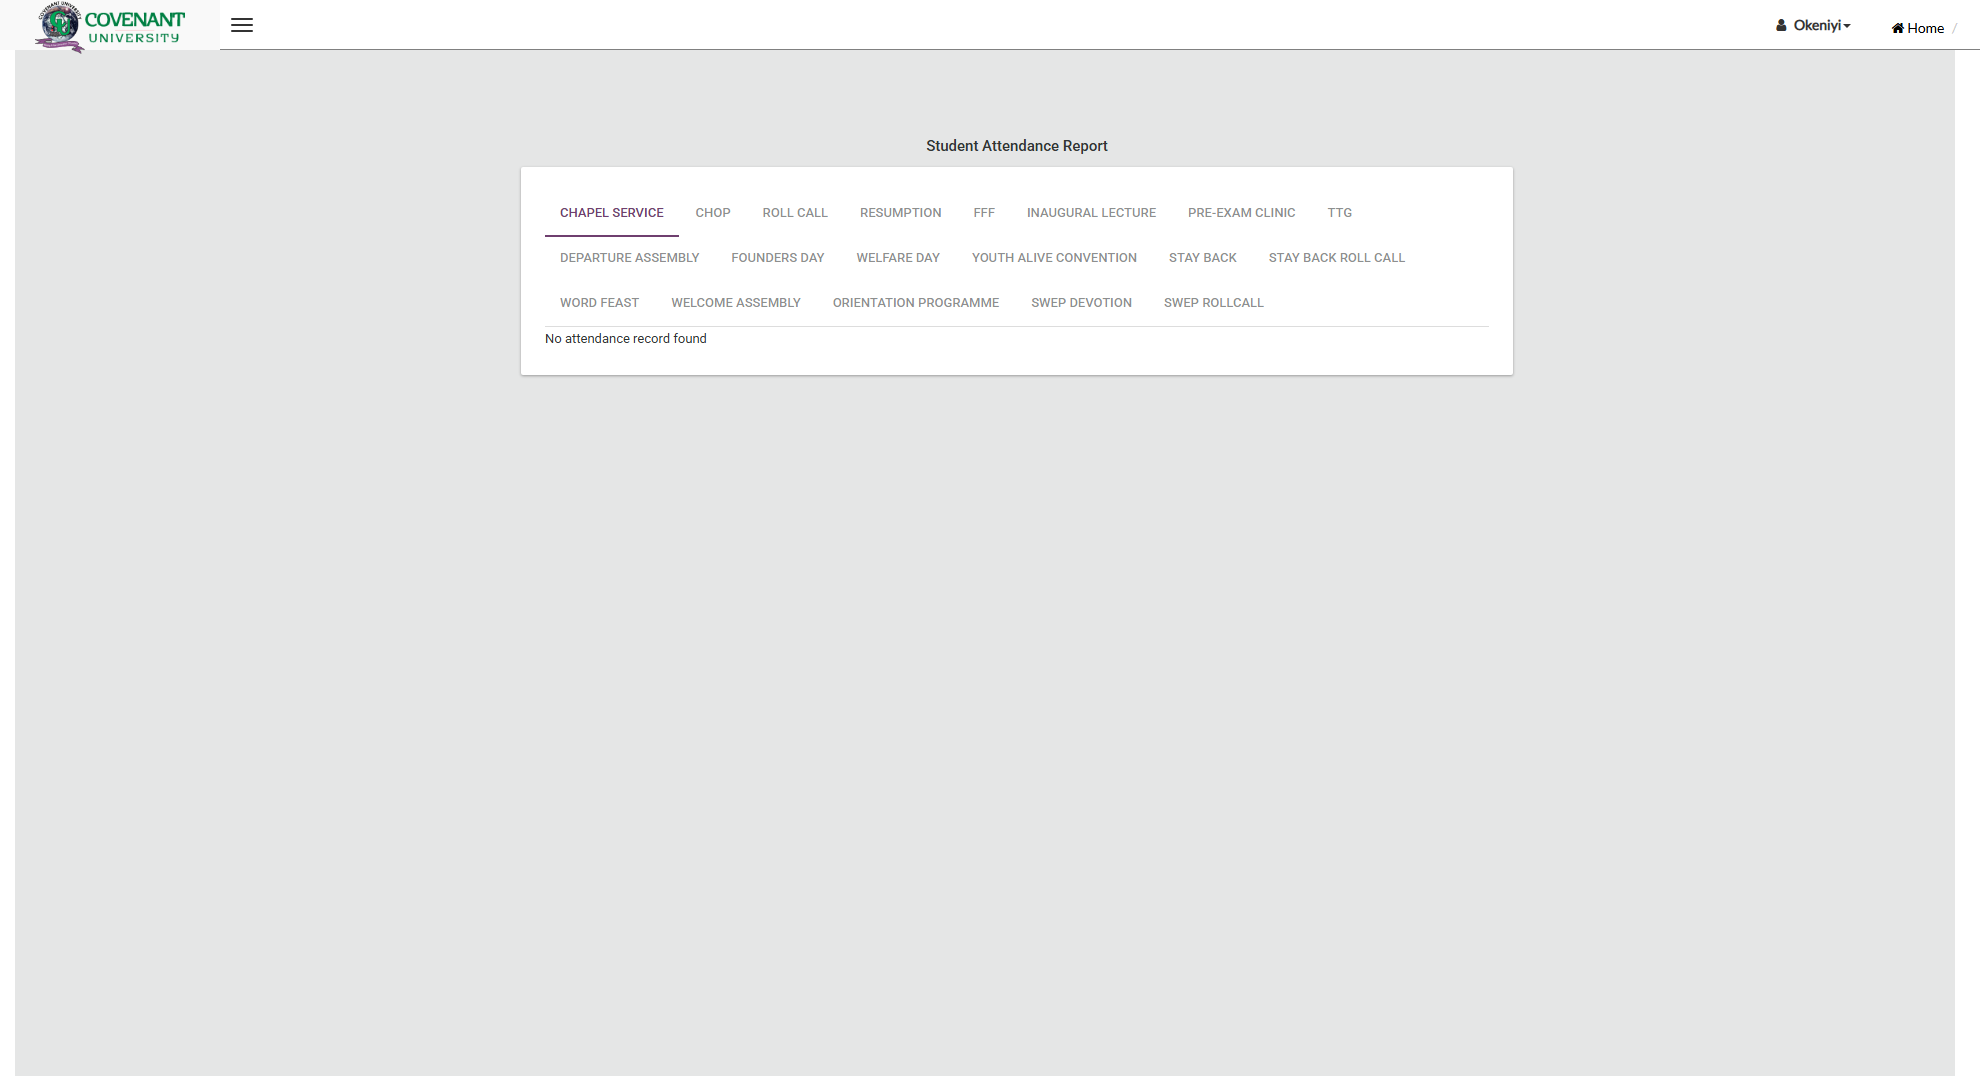 COVENANT
UNIVERSITY
Okeniyi
Home /
Student Attendance Report
CHAPEL SERVICE CHOP ROLL CALL RESUMPTION FFF INAUGURAL LECTURE PRE-EXAM CLINIC TTG
DEPARTURE ASSEMBLY FOUNDERS DAY WELFARE DAY YOUTH ALIVE CONVENTION STAY BACK STAY BACK ROLL CALL
WORD FEAST WELCOME ASSEMBLY ORIENTATION PROGRAMME SWEP DEVOTION SWEP ROLLCALL
No attendance record found